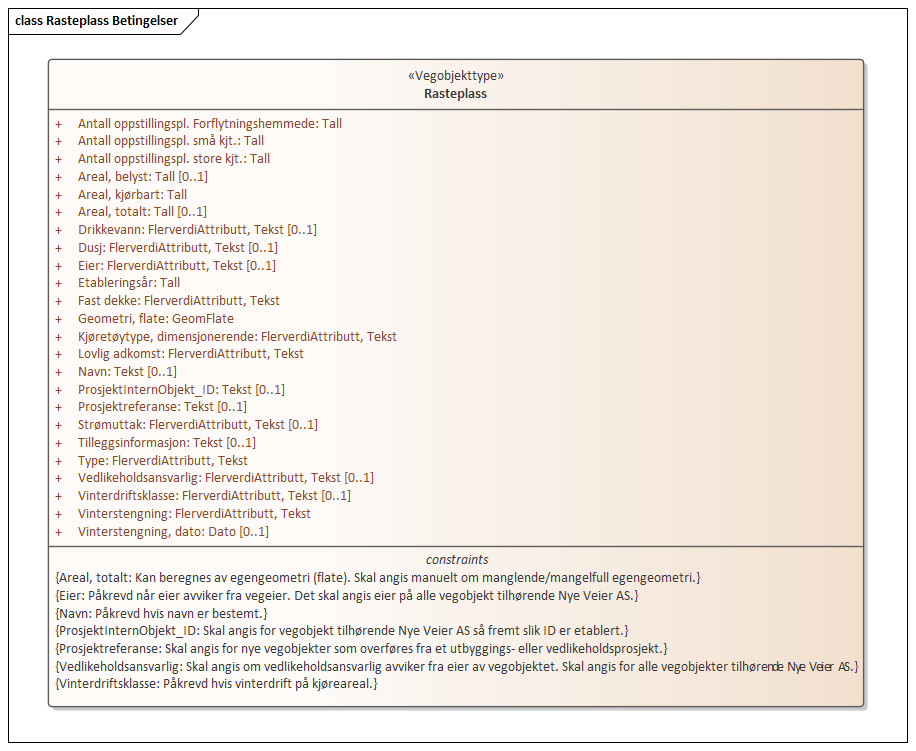 class Rasteplass Betingelser
«Vegobjekttype»
Rasteplass
+ Antall oppstillingspl. Forflytningshemmede: Tall
+ Antall oppstillingspl. små kjt.: Tall
+ Antall oppstillingspl. store kjt.: Tall
+ Areal, belyst: Tall [0..1]
+ Areal, kjørbart: Tall
+ Areal, totalt: Tall [0..1]
+ Drikkevann: FlerverdiAttributt, Tekst [0..1]
+ Dusj: FlerverdiAttributt, Tekst [0..1]
+ Eier: FlerverdiAttributt, Tekst [0..1]
+ Etableringsår: Tall
+ Fast dekke: FlerverdiAttributt, Tekst
+ Geometri, flate: GeomFlate
+ Kjøretøytype, dimensjonerende: FlerverdiAttributt, Tekst
+ Lovlig adkomst: FlerverdiAttributt, Tekst
+ Navn: Tekst [0..1]
+ ProsjektInternObjekt_ID: Tekst [0..1]
+ Prosjektreferanse: Tekst [0..1]
+ Strømuttak: FlerverdiAttributt, Tekst [0..1]
+ Tilleggsinformasjon: Tekst [0..1]
+ Type: FlerverdiAttributt, Tekst
+ Vedlikeholdsansvarlig: FlerverdiAttributt, Tekst [0..1]
+ Vinterdriftsklasse: FlerverdiAttributt, Tekst [0..1]
+ Vinterstengning: FlerverdiAttributt, Tekst
+ Vinterstengning, dato: Dato [0..1]
constraints
{Areal, totalt: Kan beregnes av egengeometri (flate). Skal angis manuelt om manglende/mangelfull egengeometri.}
{Eier: Påkrevd når eier avviker fra vegeier. Det skal angis eier på alle vegobjekt tilhørende Nye Veier AS.}
{Navn: Påkrevd hvis navn er bestemt.}
{ProsjektInternObjekt_ID: Skal angis for vegobjekt tilhørende Nye Veier AS så fremt slik ID er etablert.}
{Prosjektreferanse: Skal angis for nye vegobjekter som overføres fra et utbyggings- eller vedlikeholdsprosjekt.}
{Vedlikeholdsansvarlig: Skal angis om vedlikeholdsansvarlig avviker fra eier av vegobjektet. Skal angis for alle vegobjekter tilhørende Nye Veier AS.}
{Vinterdriftsklasse: Påkrevd hvis vinterdrift på kjøreareal.}